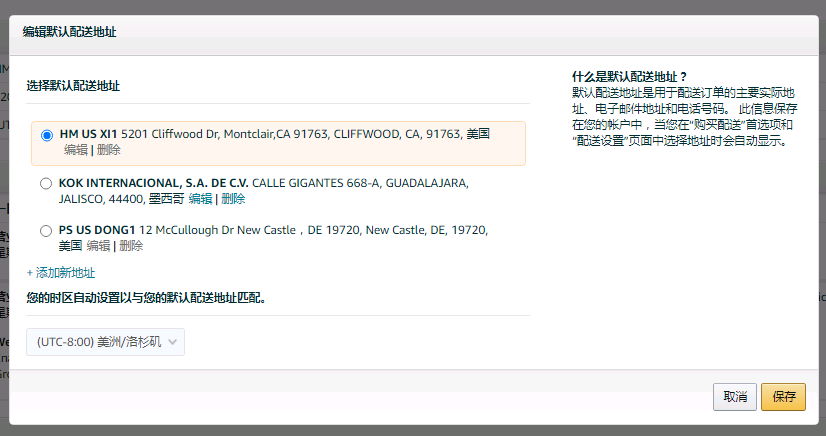 编辑默认配送地址
选择默认配送地址
HM US XI1 5201 Cliffwood Dr, Montclair,CA 91763, CLIFFWOOD, CA, 91763, 美国
编辑 | 删除
KOK INTERNACIONAL, S.A. DE C.V. CALLE GIGANTES 668-A, GUADALAJARA,
JALISCO, 44400, 墨西哥 编辑 | 删除
PS US DONG1 12 McCullough Dr New Castle，DE 19720, New Castle, DE, 19720,
美国 编辑 | 删除
+ 添加新地址
您的时区自动设置以与您的默认配送地址匹配。
(UTC-8:00) 美洲/洛杉矶
什么是默认配送地址？
默认配送地址是用于配送订单的主要实际地
址、电子邮件地址和电话号码。 此信息保存
在您的帐户中，当您在“购买配送”首选项和
“配送设置”页面中选择地址时会自动显示。
取消
保存